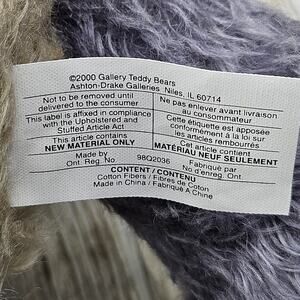 ©2000 Gallery Teddy Bears
Ashton-Drake Galleries Niles, IL 60714
Not to be removed until
delivered to the consumer
Ne pas enlever avant livraison
au consommateur
This label is affixed in compliance
with the Upholstered and
Stuffed Article Act
Cette étiquette est apposée
conformément à la loi sur
les articles rembourrés
This article contains
NEW MATERIAL ONLY
Cet article contient
MATÉRIAU NEUF SEULEMENT
Made by
Ont. Reg. No
98Q2036
Fabriqué par
No d'enreg. Ont.
CONTENT / CONTENU
Cotton Fibers / Fibres de Coton
Made in China / Fabriqué A Chine